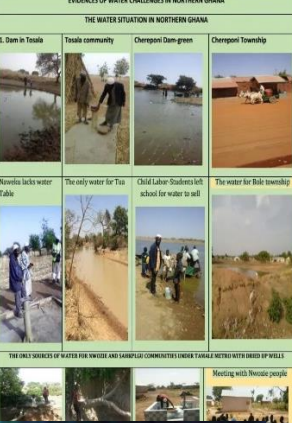 EVIDENCES OF WATER CHALLENGES IN NORTHERN GHANA
THE WATER SITUATION IN NORTHERN GHANA
1. Dam in Tosala
Tosala community
Chereponi Dam-green
Chereponi Township
Naweku lacks water
Table
The only water for Tua
Child Labor-Students left
school for water to sell
The water for Bole township
THE ONLY SOURCES OF WATER FOR NWOZIE AND COMMUNITIES UNDER TAMALE METRO WITH DRIED UP WELLS
Meeting with Nwozie people